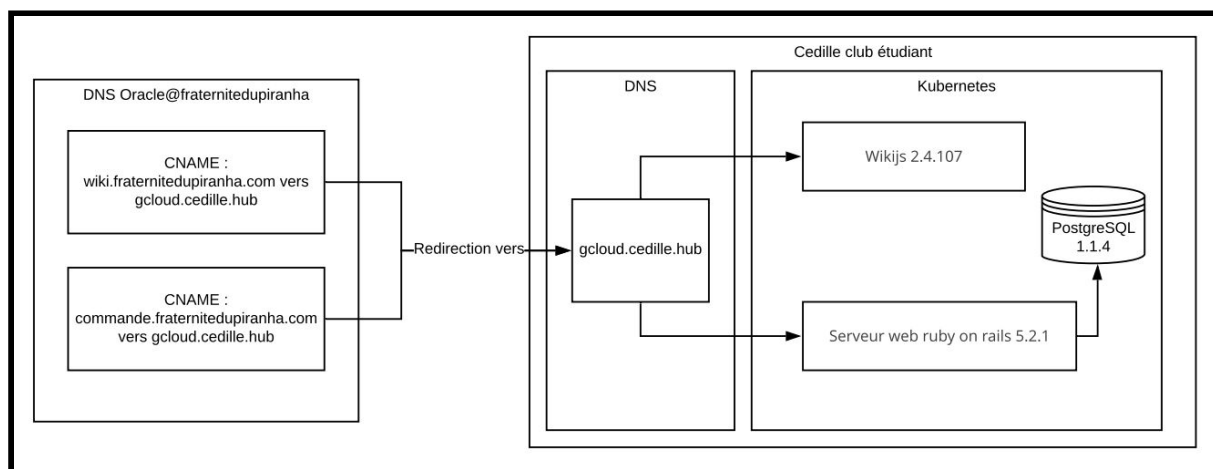 Cedille club étudiant
DNS Oracle@fraternitedupiranha
CNAME :
wiki.fraternitedupiranha.com vers
gcloud.cedille.hub
CNAME :
commande.fraternitedupiranha.com
vers gcloud.cedille.hub
Redirection vers
DNS
gcloud.cedille.hub
Kubernetes
Wikijs 2.4.107
PostgreSQL
1.1.4
Serveur web ruby on rails 5.2.1